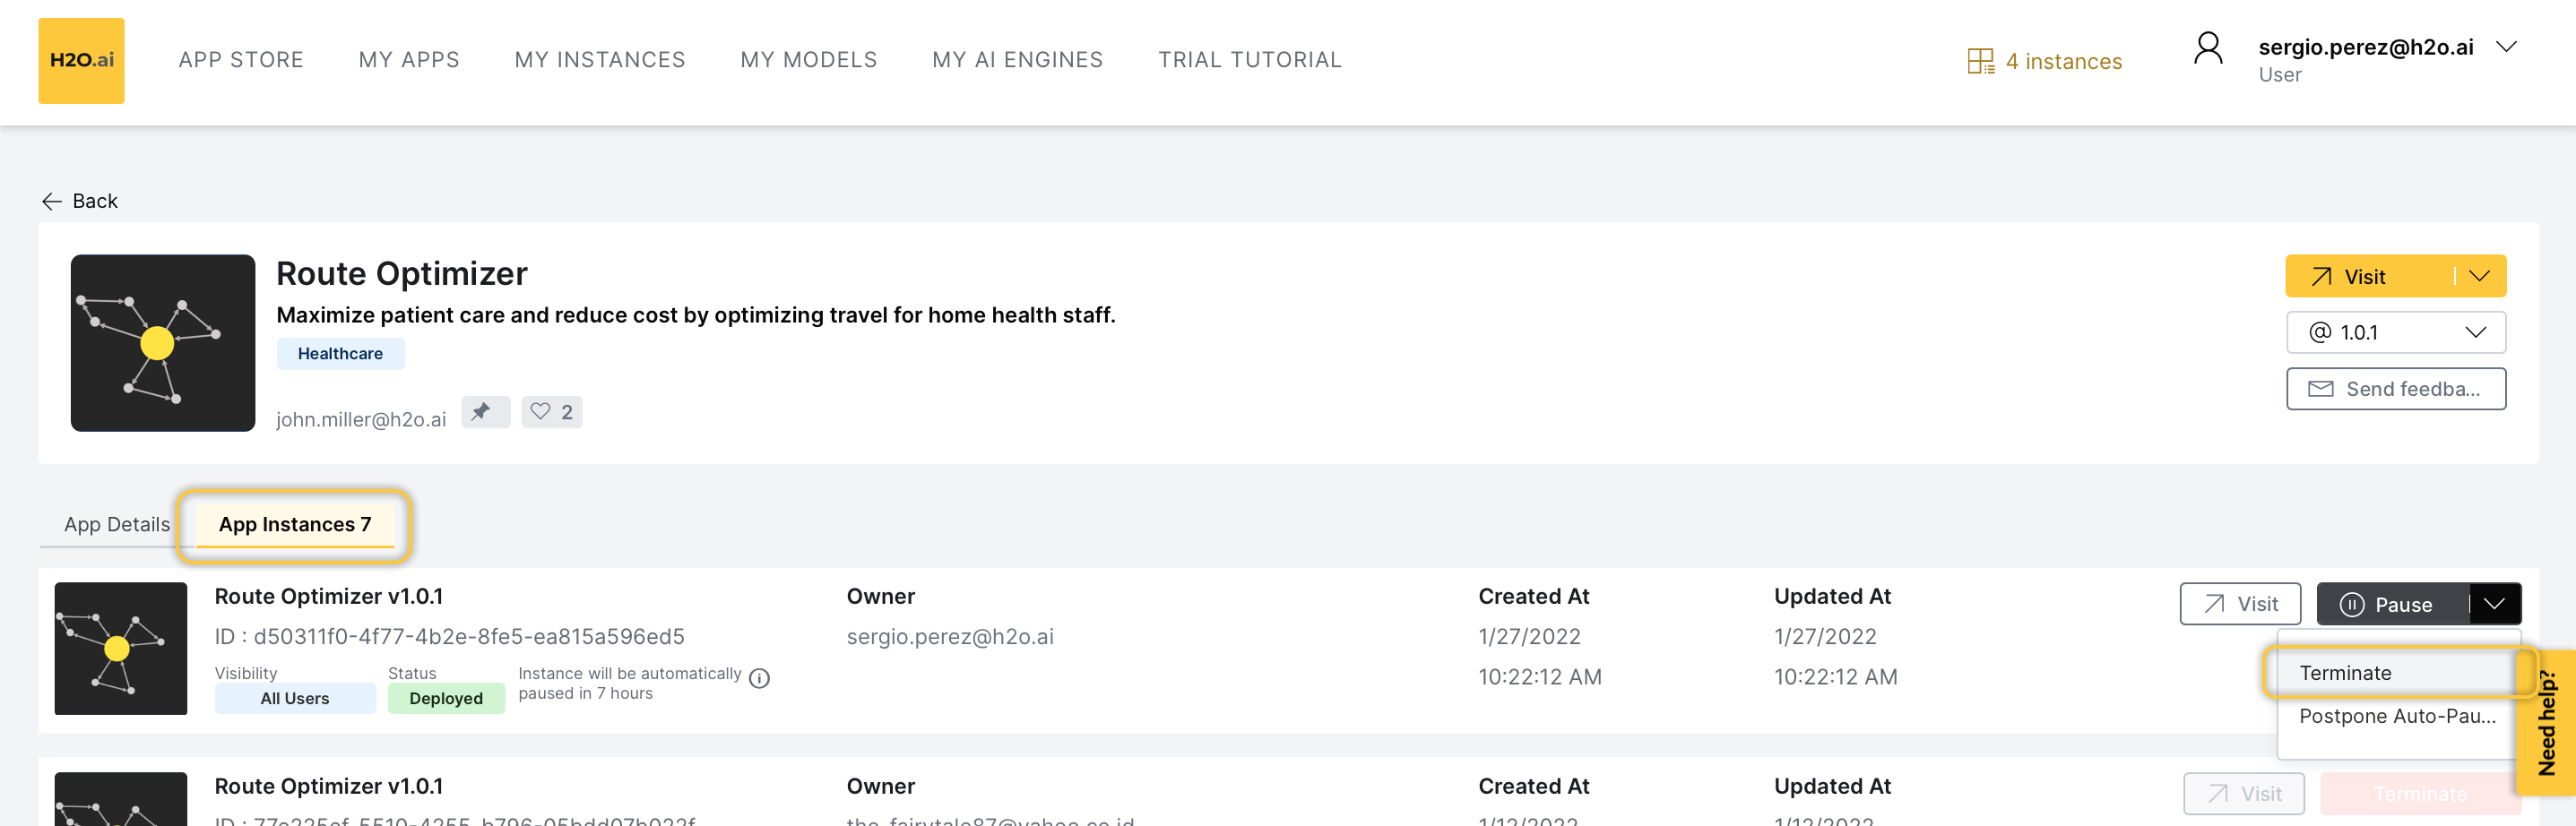 H2O.ai
APP STORE
MY APPS
MY INSTANCES
MY MODELS
MY AI ENGINES
TRIAL TUTORIAL
4 instances
sergio.perez@h2o.ai
User
Back
Route Optimizer
Maximize patient care and reduce cost by optimizing travel for home health staff.
Healthcare
john.miller@h2o.ai
2
Visit
@ 1.0.1
Send feedba...
App Details
App Instances 7
Route Optimizer v1.0.1
ID : d50311f0-4f77-4b2e-8fe5-ea815a596ed5
Visibility
All Users
Status
Deployed
Instance will be automatically
paused in 7 hours
Owner
sergio.perez@h2o.ai
Created At
1/27/2022
10:22:12 AM
Updated At
1/27/2022
10:22:12 AM
Visit
Pause
Terminate
Postpone Auto-Pau...
Need help?
Route Optimizer v1.0.1
Owner
Created At
1/12/2022
Updated At
1/12/2022
Visit
Terminate